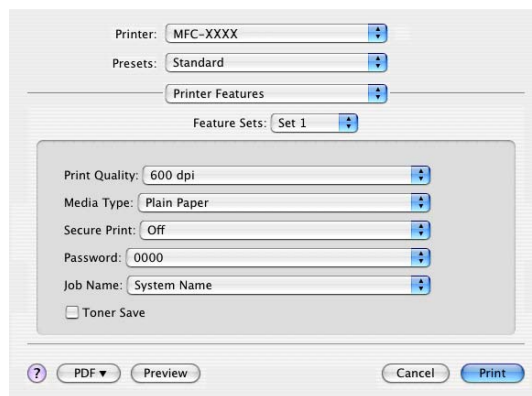 Printer: MFC-XXXX
Presets: Standard
Printer Features
Feature Sets: Set 1
Print Quality: 600 dpi
Media Type: Plain Paper
Secure Print: Off
Password: 0000
Job Name: System Name
Toner Save
? PDF ▼ Preview Cancel Print